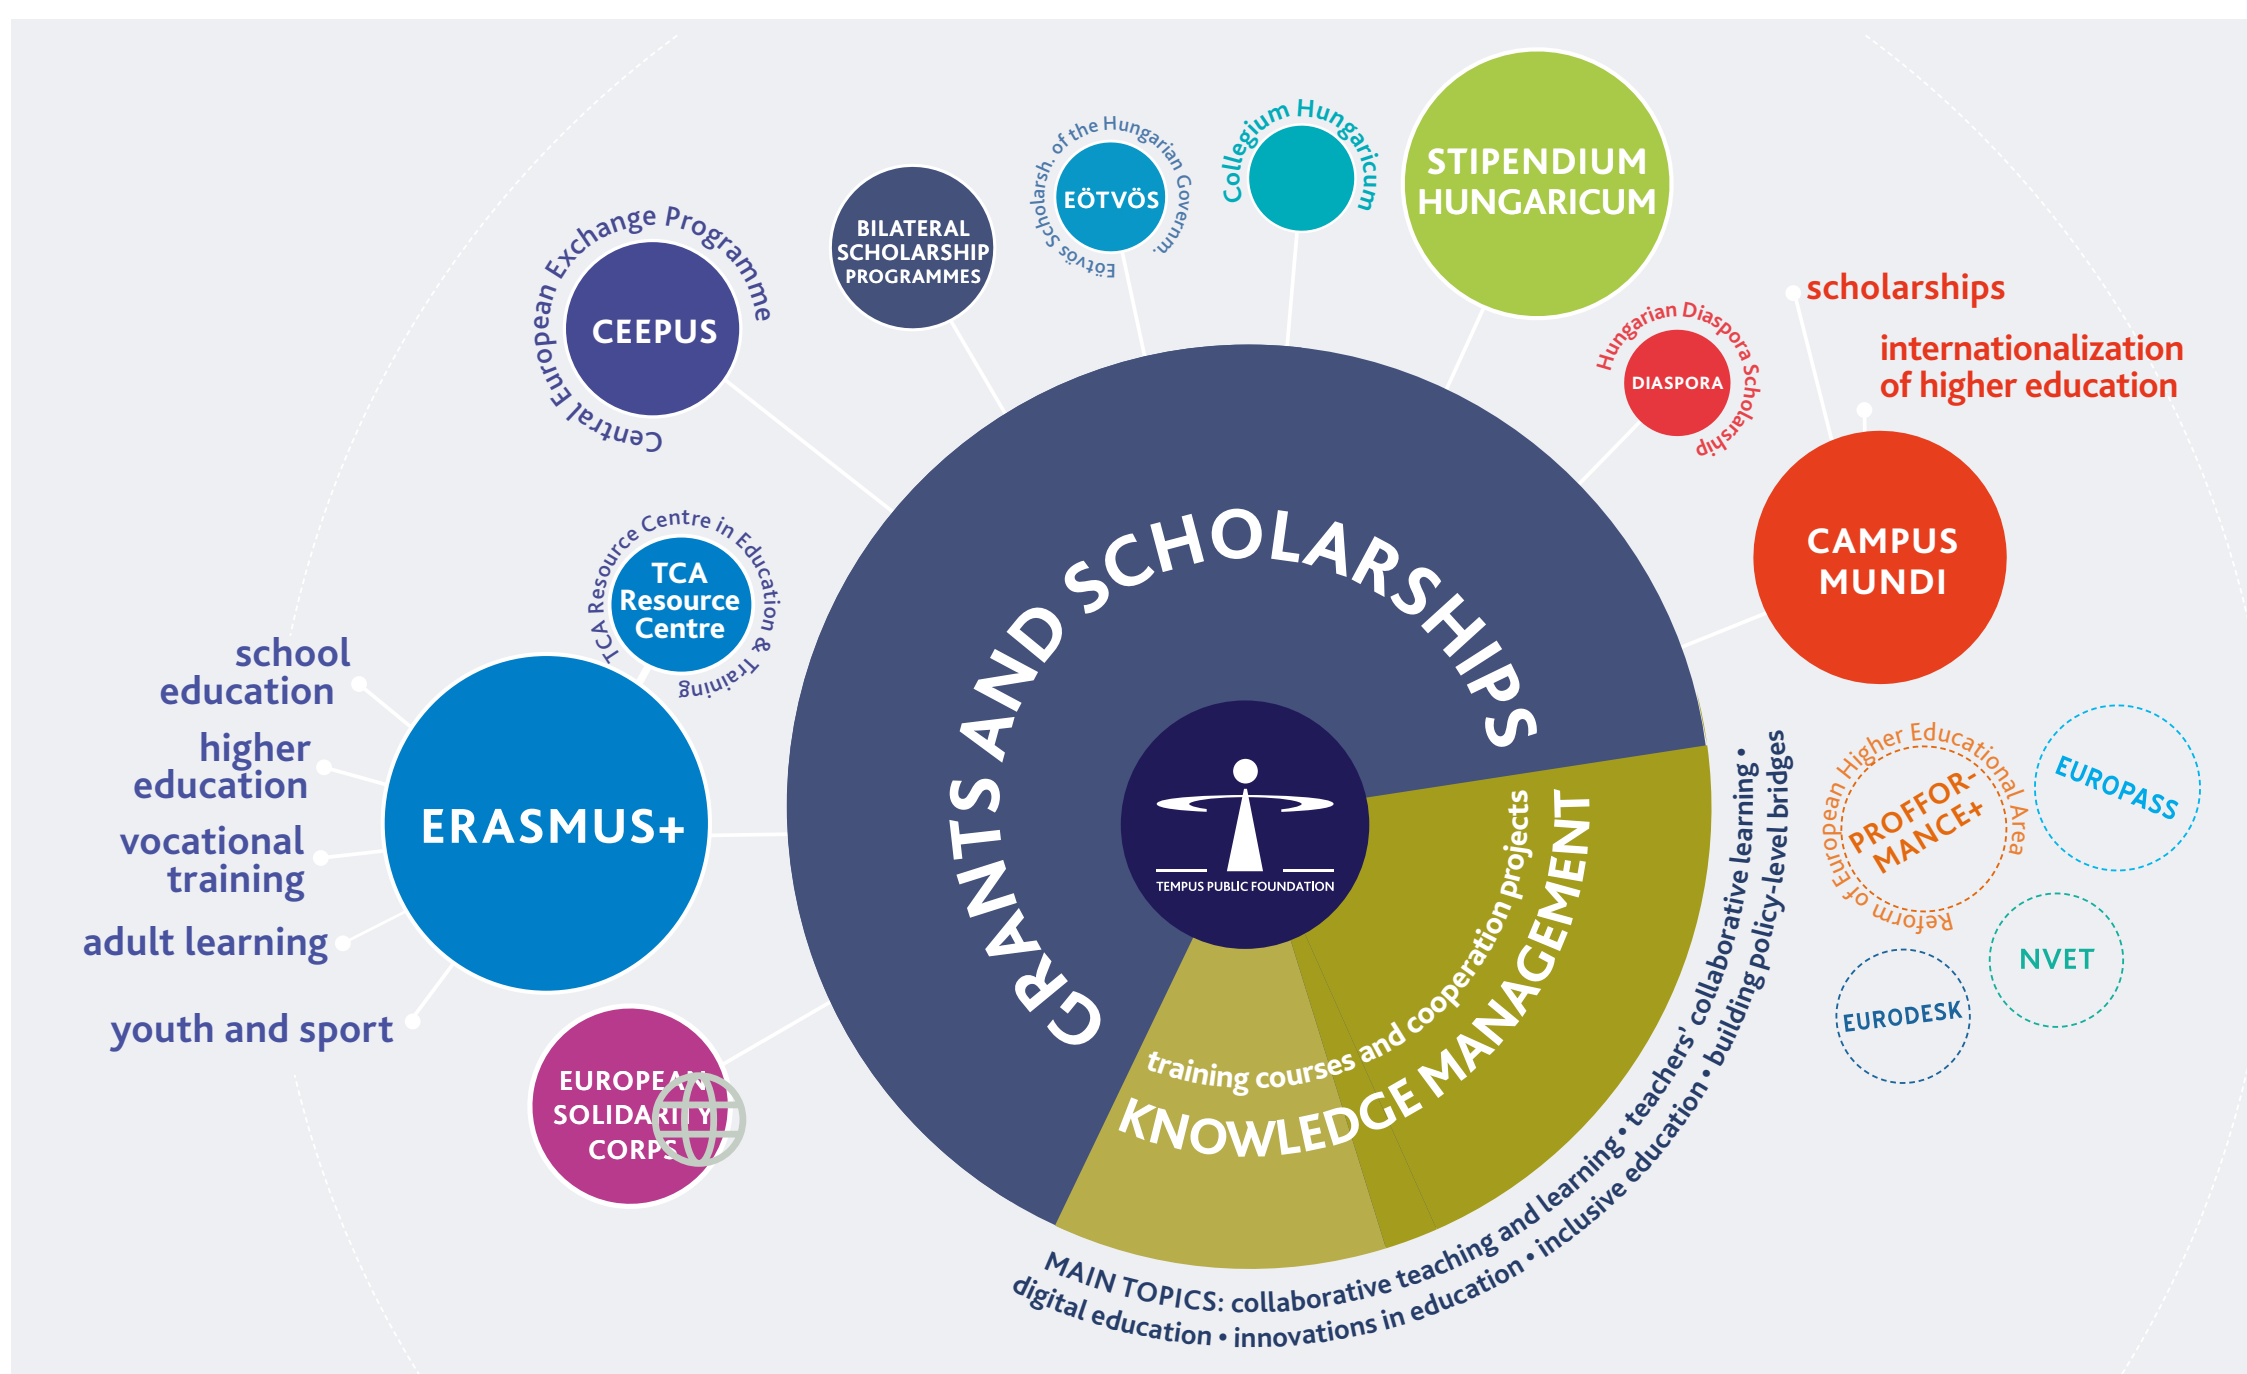 Central European Exchange Programme
CEEPUS
BILATERAL
SCHOLARSHIP
PROGRAMMES
Eötvös Scholarsh. of the Hungarian Governm.
EÖTVÖS
Collegium Hungaricum
STIPENDIUM
HUNGARICUM
Hungarian Diaspora Scholarship
DIASPORA
scholarships
internationalization
of higher education
CAMPUS
MUNDI
TCA Resource Centre in Education & Training
TCA
Resource
Centre
school
education
higher
education
vocational
training
adult learning
youth and sport
ERASMUS+
EUROPEAN
SOLIDARITY
CORPS
GRANTS AND SCHOLARSHIPS
TEMPUS PUBLIC FOUNDATION
training courses and cooperation projects
KNOWLEDGE MANAGEMENT
MAIN TOPICS: collaborative teaching and learning • teachers' collaborative learning •
digital education • innovations in education • inclusive education • building policy-level bridges
Reform of European Higher Educational Area
PROFFOR-
MANCE+
EUROPASS
NVET
EURODESK